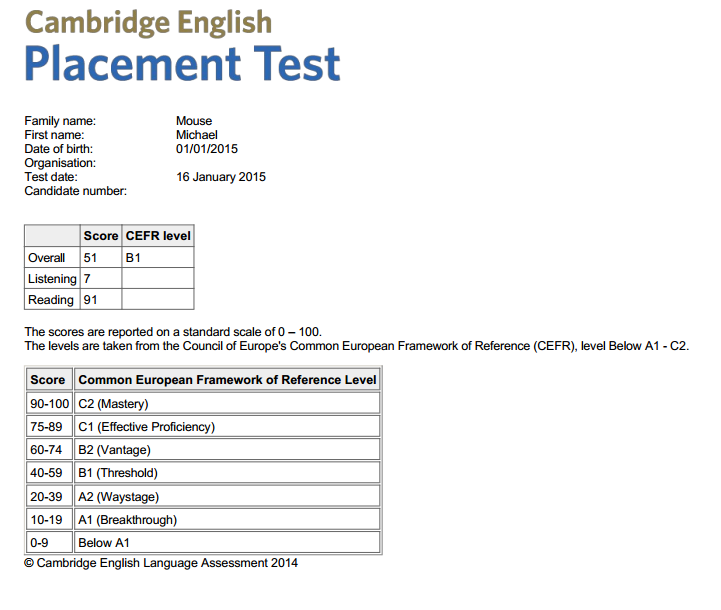 Cambridge English
Placement Test
Family name: Mouse
First name: Michael
Date of birth: 01/01/2015
Organisation:
Test date: 16 January 2015
Candidate number:
Score CEFR level
Overall 51 B1
Listening 7
Reading 91
The scores are reported on a standard scale of 0 – 100.
The levels are taken from the Council of Europe's Common European Framework of Reference (CEFR), level Below A1 - C2.
Score Common European Framework of Reference Level
90-100 C2 (Mastery)
75-89 C1 (Effective Proficiency)
60-74 B2 (Vantage)
40-59 B1 (Threshold)
20-39 A2 (Waystage)
10-19 A1 (Breakthrough)
0-9 Below A1
© Cambridge English Language Assessment 2014